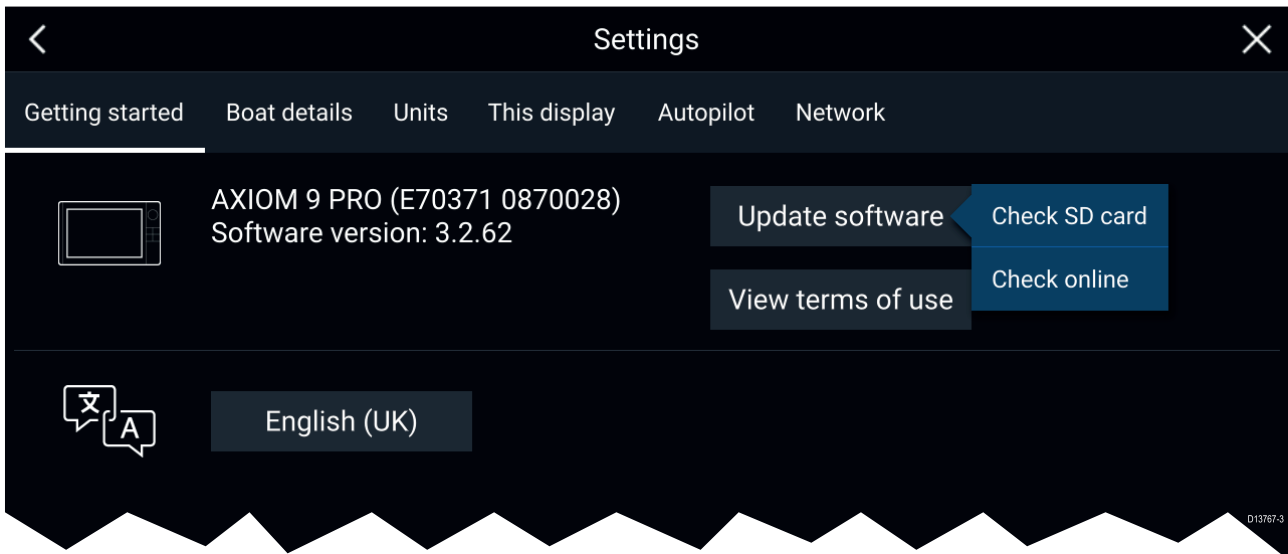 Settings
Getting started Boat details Units This display Autopilot Network
AXIOM 9 PRO (E70371 0870028)
Software version: 3.2.62
Update software
Check SD card
Check online
View terms of use
文
A
English (UK)
D13767-3